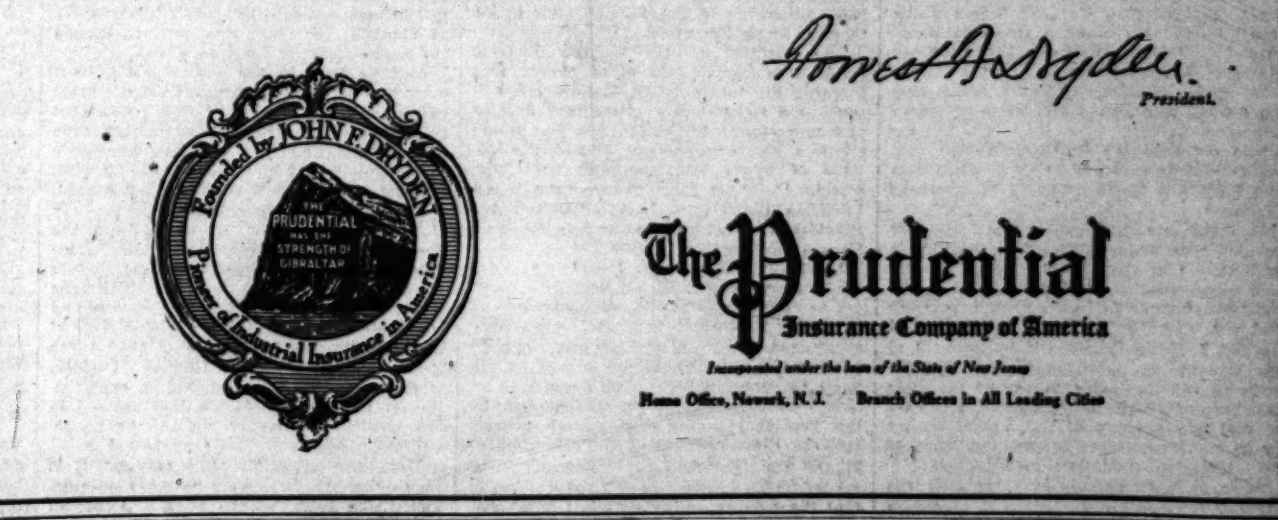 Forrest F. Dryden.
President.
Founded by JOHN F. DRYDEN
THE
PRUDENTIAL
HAS THE
STRENGTH OF
GIBRALTAR
Pioneer of Industrial Insurance in America
The Prudential
Insurance Company of America
Incorporated under the laws of the State of New Jersey
Home Office, Newark, N. J. Branch Offices in All Leading Cities